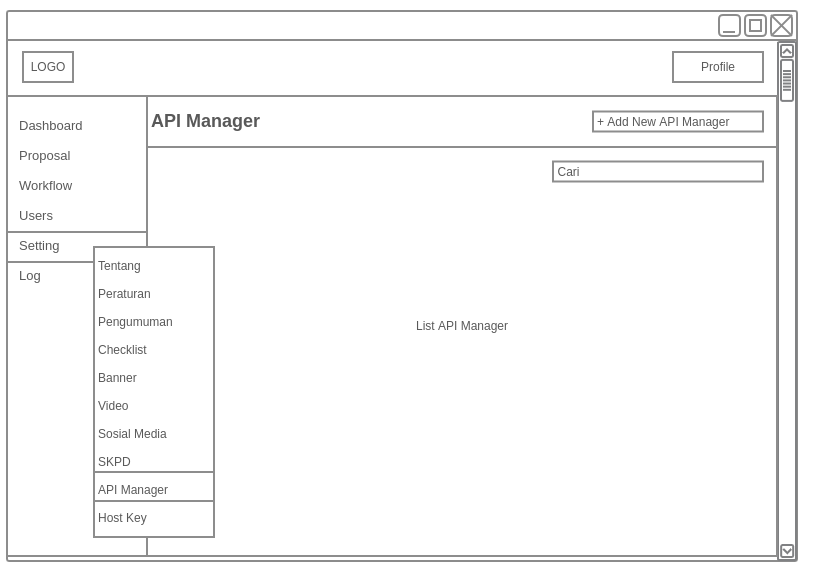 LOGO
Profile
Dashboard
Proposal
Workflow
Users
Setting
Log
API Manager
+ Add New API Manager
Cari
Tentang
Peraturan
Pengumuman
Checklist
Banner
Video
Sosial Media
SKPD
API Manager
Host Key
List API Manager